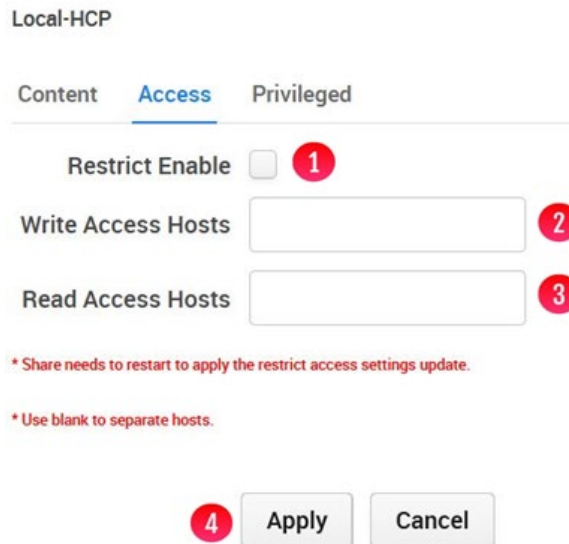 Local-HCP
Content Access Privileged
Restrict Enable 1
Write Access Hosts 2
Read Access Hosts 3
* Share needs to restart to apply the restrict access settings update.
* Use blank to separate hosts.
4 Apply Cancel